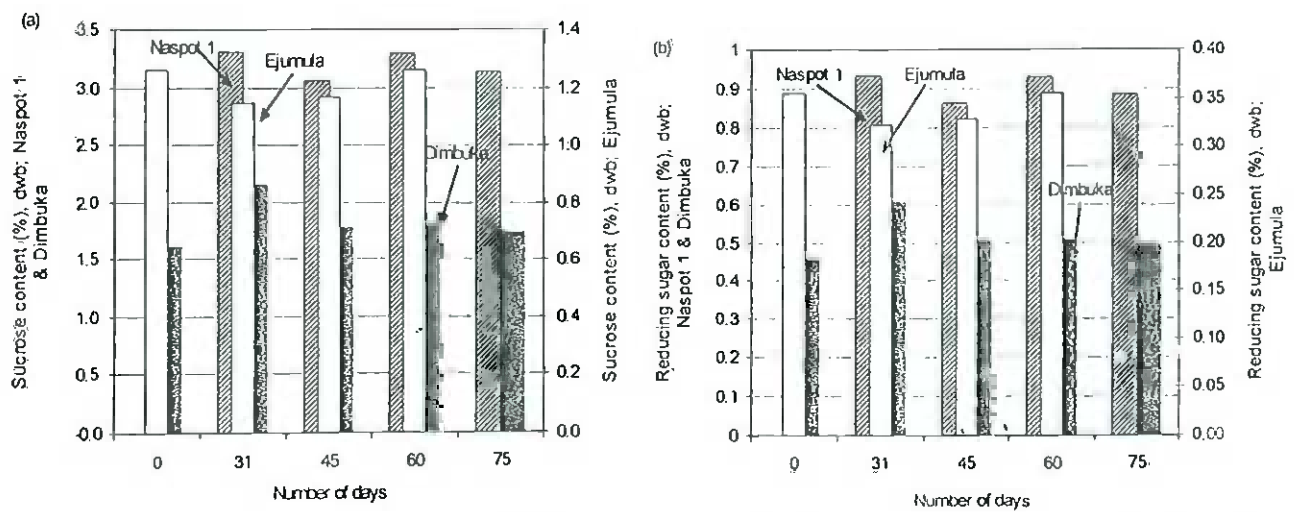 (a)
Sucrose content (%), dwb; Naspot 1
& Dimbuka
3.5
3.0
2.5
2.0
1.5
1.0
0.5
0.0
Naspot 1
Ejumula
Dimbuka
1.4
1.2
1.0
0.8
0.6
0.4
0.2
0.0
Sucrose content (%), dwb; Ejumula
0 31 45 60 75
Number of days
(b)
Reducing sugar content (%), dwb;
Naspot 1 & Dimbuka
1
0.9
0.8
0.7
0.6
0.5
0.4
0.3
0.2
0.1
0
Naspot 1
Ejumula
Dimbuka
0.40
0.35
0.30
0.25
0.20
0.15
0.10
0.05
0.00
Reducing sugar content (%), dwb;
Ejumula
0 31 45 60 75
Number of days